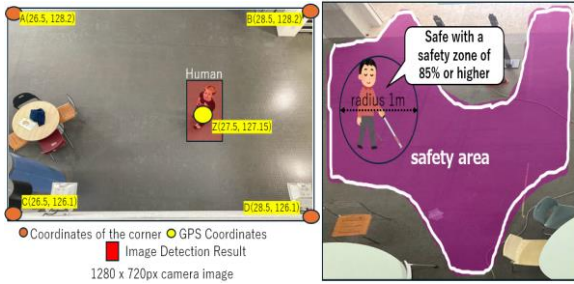 A(26.5, 128.2)
B(28.5, 128.2)
Human
Z(27.5, 127.15)
C(26.5, 126.1)
D(28.5, 126.1)
Coordinates of the corner
GPS Coordinates
Image Detection Result
1280 x 720px camera image
Safe with a
safety zone of
85% or higher
radius 1m
safety area